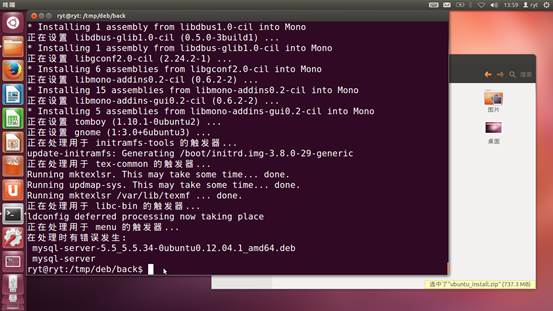 终端
13:59 ryt
ryt@ryt: /tmp/deb/back
* Installing 1 assembly from libdbus1.0-cil into Mono
正在设置 libdbus-glib1.0-cil (0.5.0-3build1) ...
* Installing 1 assembly from libdbus-glib1.0-cil into Mono
正在设置 libgconf2.0-cil (2.24.2-1) ...
* Installing 6 assemblies from libgconf2.0-cil into Mono
正在设置 libmono-addins0.2-cil (0.6.2-2) ...
* Installing 15 assemblies from libmono-addins0.2-cil into Mono
正在设置 libmono-addins-gui0.2-cil (0.6.2-2) ...
* Installing 5 assemblies from libmono-addins-gui0.2-cil into Mono
正在设置 tomboy (1.10.1-0ubuntu2) ...
正在设置 gnome (1:3.0+6ubuntu3) ...
正在处理用于 initramfs-tools 的触发器...
update-initramfs: Generating /boot/initrd.img-3.8.0-29-generic
正在处理用于 tex-common 的触发器...
Running mktexlsr. This may take some time... done.
Running updmap-sys. This may take some time... done.
Running mktexlsr /var/lib/texmf ... done.
正在处理用于 libc-bin 的触发器...
ldconfig deferred processing now taking place
正在处理用于 menu 的触发器...
在处理时有错误发生:
mysql-server-5.5_5.5.34-0ubuntu0.12.04.1_amd64.deb
mysql-server
ryt@ryt:/tmp/deb/back$
搜索
图片
桌面
选中了"ubuntu_install.zip" (737.3 MB)